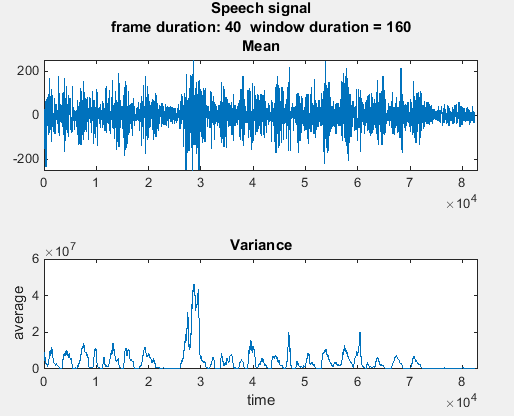 Speech signal
frame duration: 40 window duration = 160
Mean
200
0
-200
0 1 2 3 4 5 6 7 8
×10^4
Variance
×10^7
6
4
2
0
average
0 1 2 3 4 5 6 7 8
time
×10^4